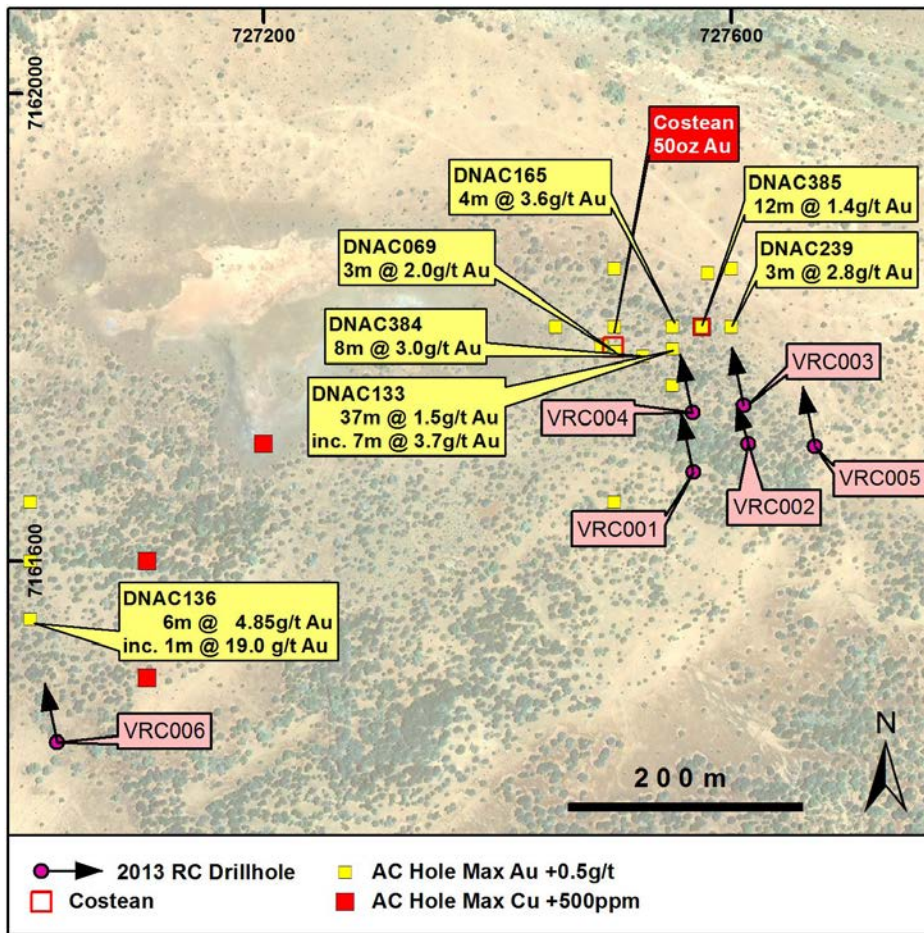 727200
727600
7162000
Costean
50oz Au
DNAC165
4m @ 3.6g/t Au
DNAC385
12m @ 1.4g/t Au
DNAC069
3m @ 2.0g/t Au
DNAC239
3m @ 2.8g/t Au
DNAC384
8m @ 3.0g/t Au
DNAC133
37m @ 1.5g/t Au
inc. 7m @ 3.7g/t Au
VRC003
VRC004
VRC005
VRC002
VRC001
7161600
DNAC136
6m @ 4.85g/t Au
inc. 1m @ 19.0 g/t Au
VRC006
N
200m
2013 RC Drillhole
AC Hole Max Au +0.5g/t
Costean
AC Hole Max Cu +500ppm